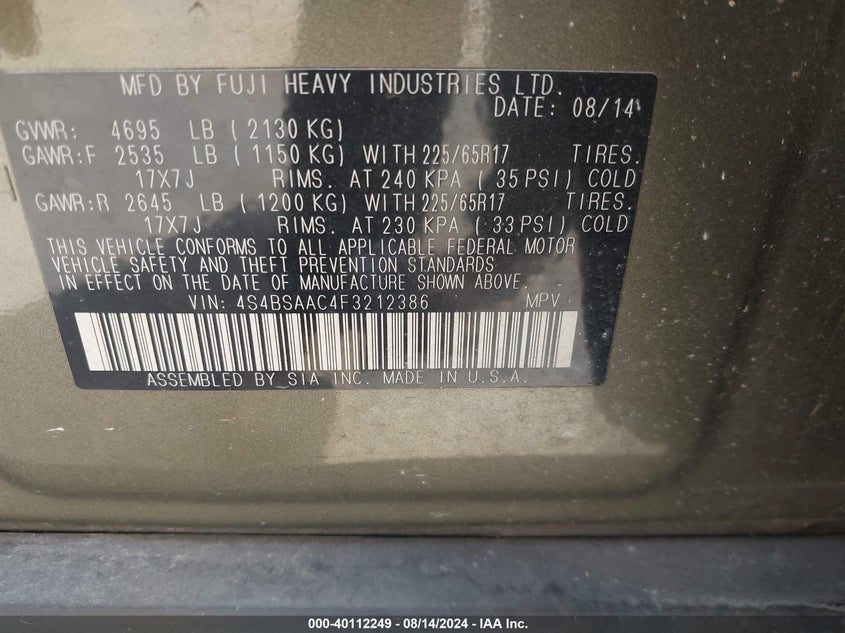 MFD BY FUJI HEAVY INDUSTRIES LTD.
DATE: 08/14
GVWR: 4695 LB ( 2130 KG)
GAWR:F 2535 LB ( 1150 KG) WITH 225/65R17 TIRES.
17X7J RIMS. AT 240 KPA ( 35 PSI) COLD
GAWR:R 2645 LB ( 1200 KG) WITH 225/65R17 TIRES.
17X7J RIMS. AT 230 KPA ( 33 PSI) COLD
THIS VEHICLE CONFORMS TO ALL APPLICABLE FEDERAL MOTOR
VEHICLE SAFETY AND THEFT PREVENTION STANDARDS
IN EFFECT ON THE DATE OF MANUFACTURE SHOWN ABOVE.
VIN: 4S4BSAAC4F3212386 MPV
ASSEMBLED BY SIA INC. MADE IN U.S.A.
000-40112249 - 08/14/2024 - IAA Inc.